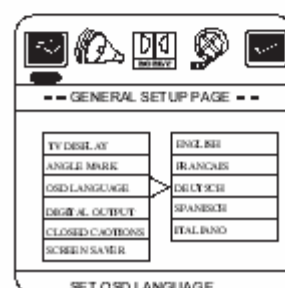 -- GENERAL SETUP PAGE --
TV DISPLAY
ANGLE MARK
OSD LANGUAGE
DIGITAL OUTPUT
CLOSED CAOTIONS
SCREEN SAVER
ENGLISH
FRANCAIS
DEUTSCH
SPANISCH
ITALIANO
SET OSD LANGUAGE